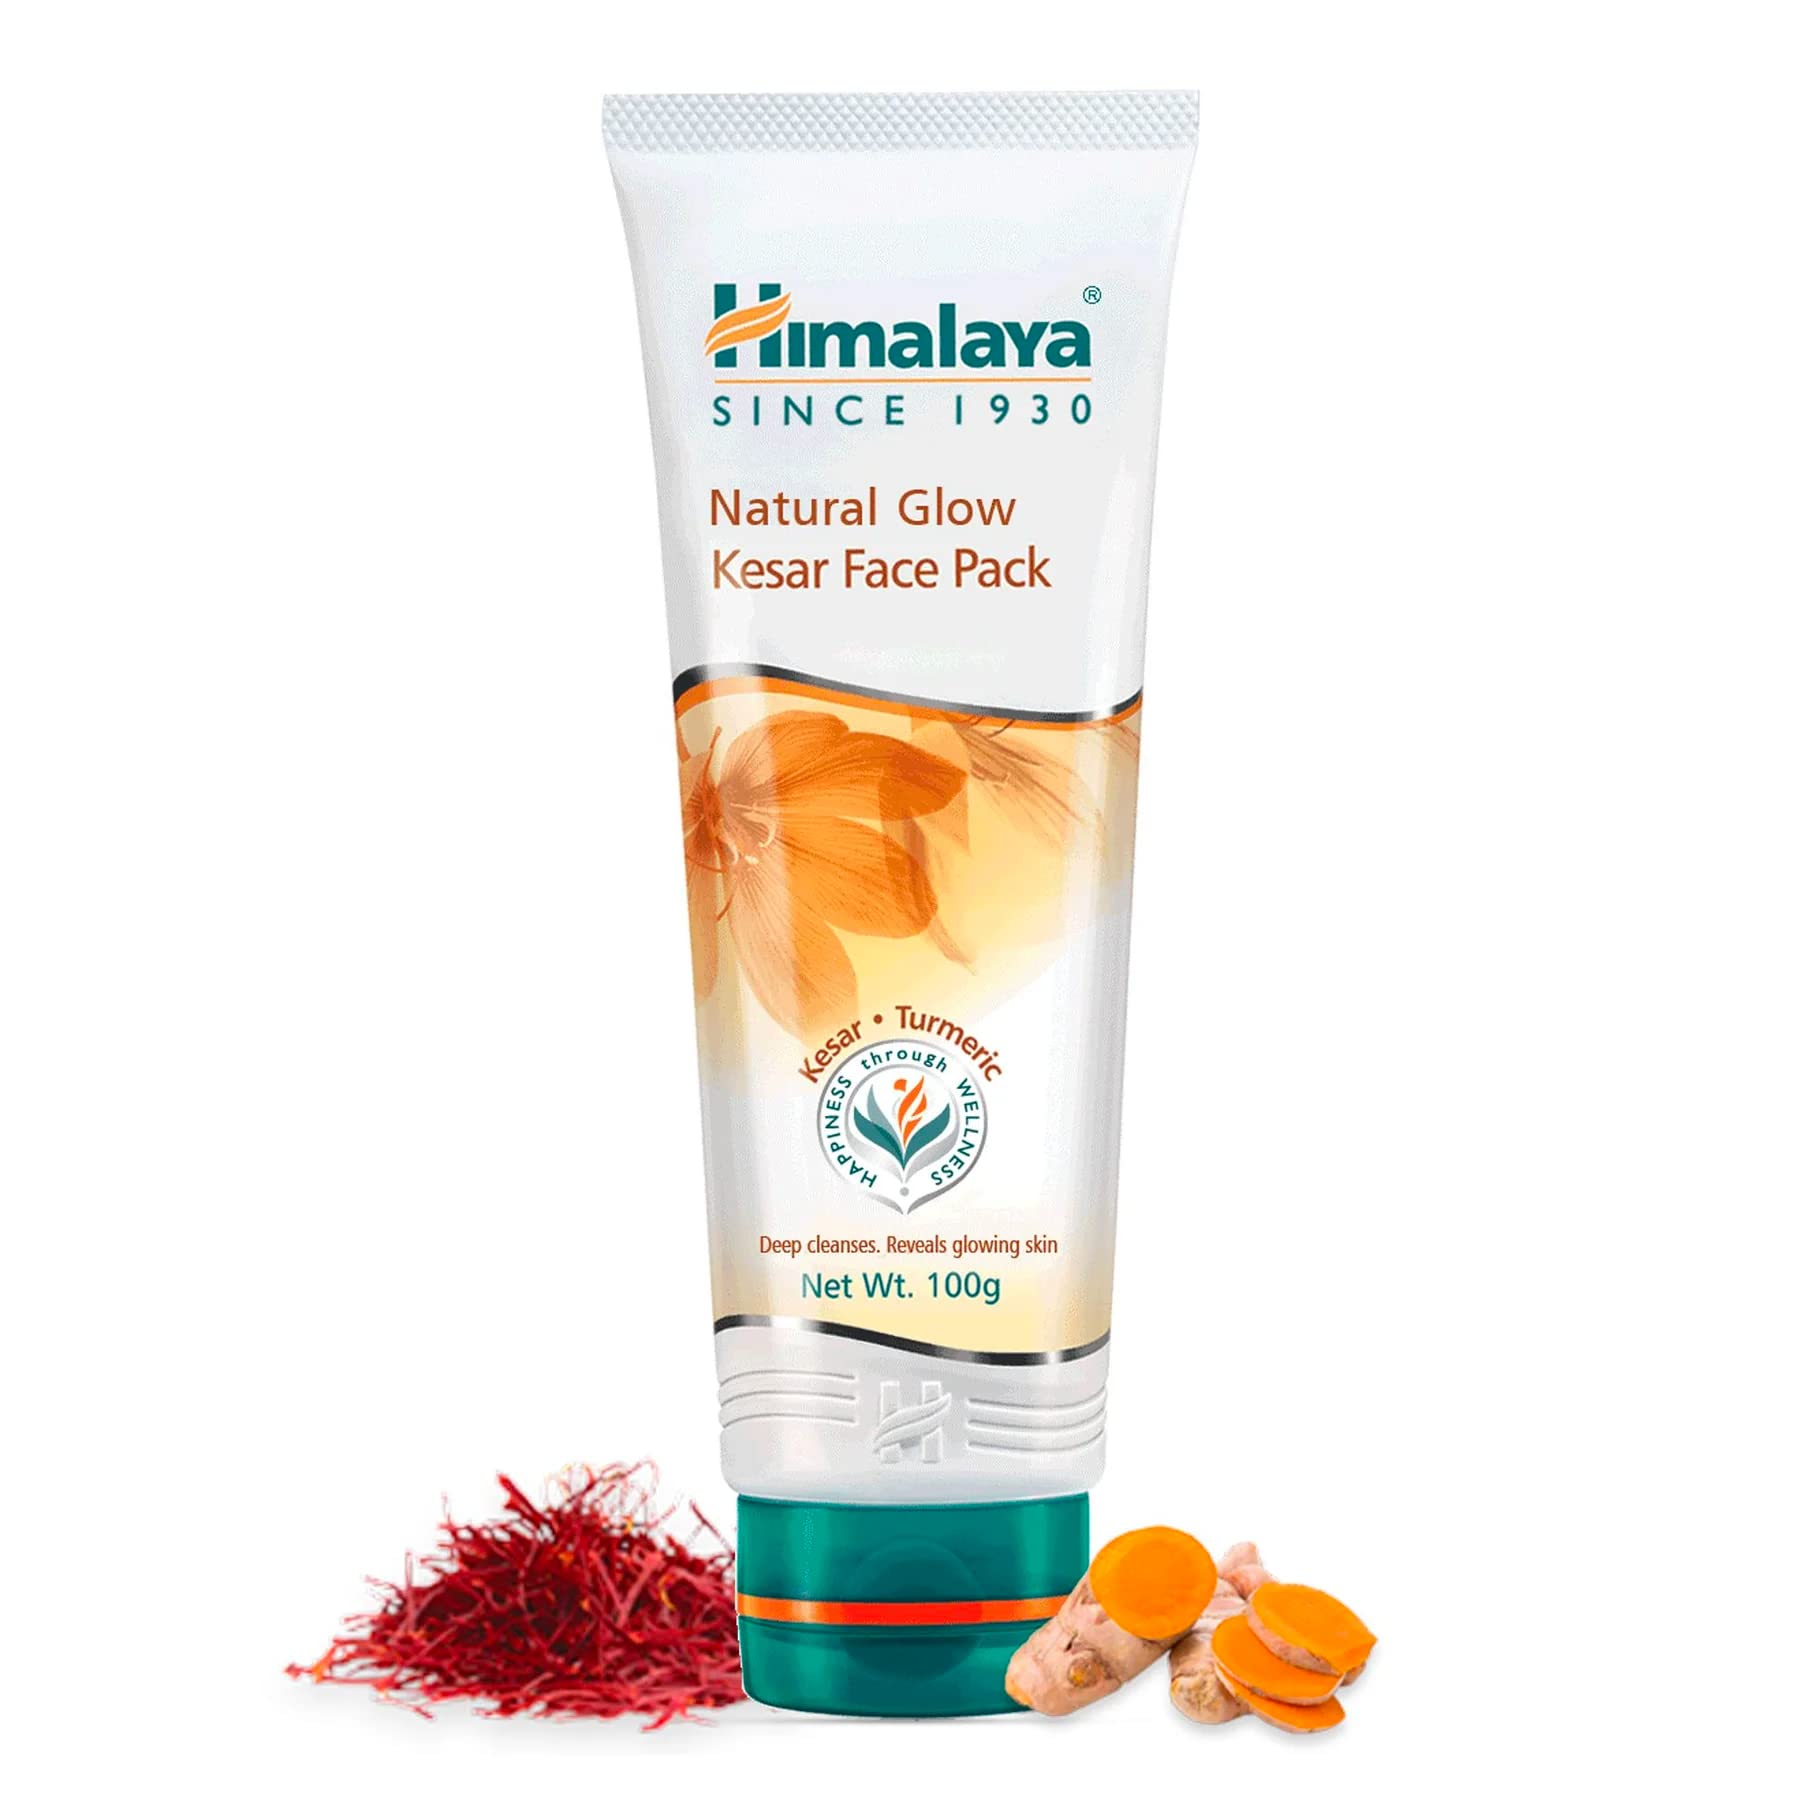 Himalaya®
SINCE 1930
Natural Glow
Kesar Face Pack
Kesar • Turmeric
HAPPINESS through WELLNESS
Deep cleanses. Reveals glowing skin
Net Wt. 100g